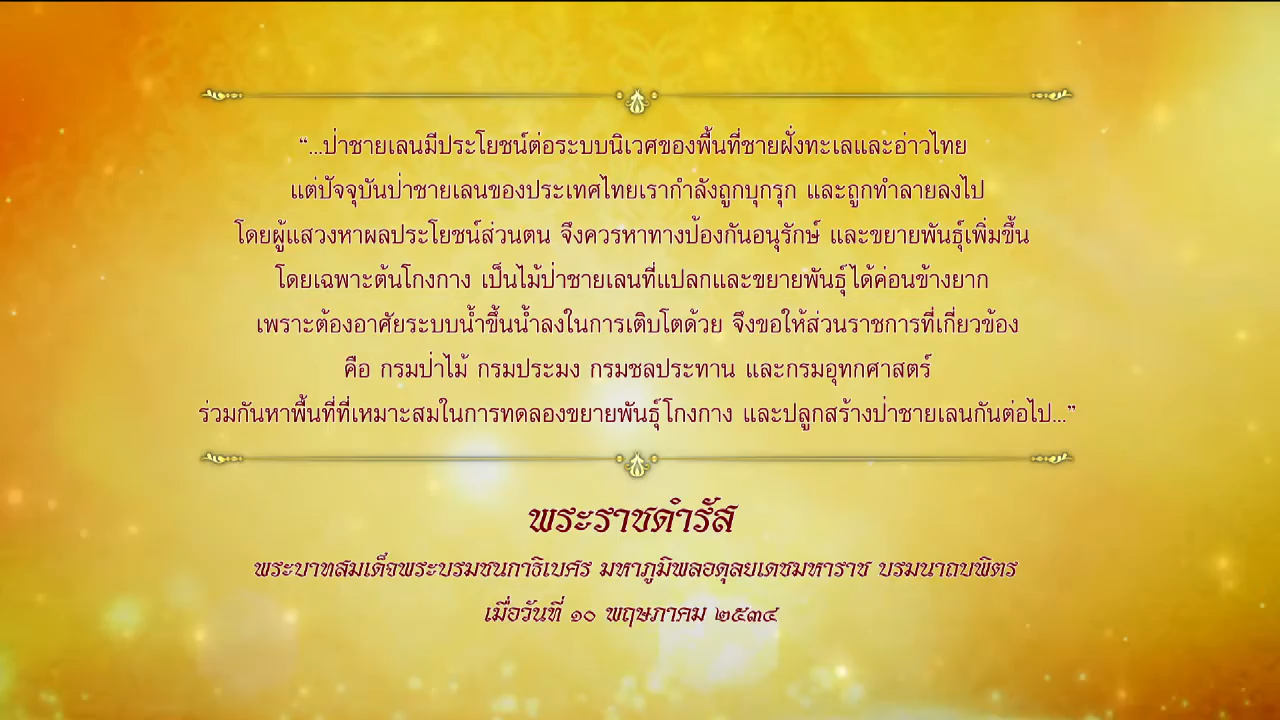 “...ป่าชายเลนมีประโยชน์ต่อระบบนิเวศของพื้นที่ชายฝั่งทะเลและอ่าวไทย
แต่ปัจจุบันป่าชายเลนของประเทศไทยเรากำลังถูกบุกรุก และถูกทำลายลงไป
โดยผู้แสวงหาผลประโยชน์ส่วนตน จึงควรหาทางป้องกันอนุรักษ์ และขยายพันธุ์เพิ่มขึ้น
โดยเฉพาะต้นโกงกาง เป็นไม้ป่าชายเลนที่แปลกและขยายพันธุ์ได้ค่อนข้างยาก
เพราะต้องอาศัยระบบน้ำขึ้นน้ำลงในการเติบโตด้วย จึงขอให้ส่วนราชการที่เกี่ยวข้อง
คือ กรมป่าไม้ กรมประมง กรมชลประทาน และกรมอุทกศาสตร์
ร่วมกันหาพื้นที่ที่เหมาะสมในการทดลองขยายพันธุ์โกงกาง และปลูกสร้างป่าชายเลนกันต่อไป...”
พระราชดำรัส
พระบาทสมเด็จพระบรมชนกาธิเบศร มหาภูมิพลอดุลยเดชมหาราช บรมนาถบพิตร
เมื่อวันที่ ๑๐ พฤษภาคม ๒๕๓๔